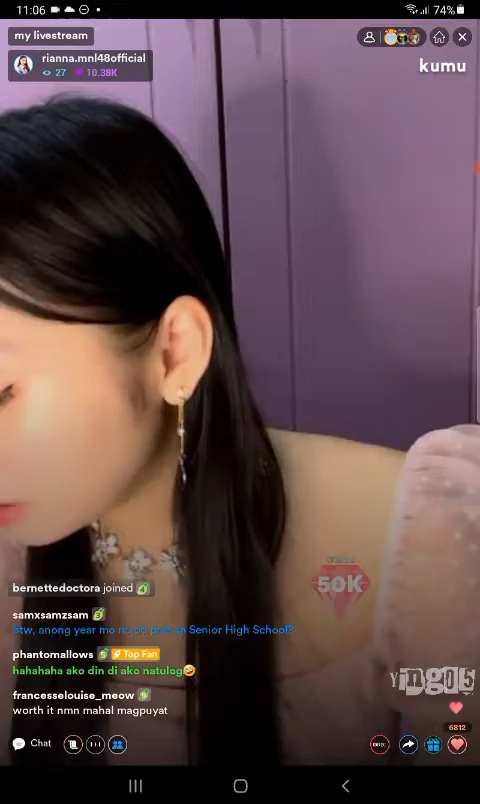 11:06
74%
my livestream
rianna.mnl48official
27 10.38K
kumu
50K
bernettedoctora joined
samxsamzsam
Btw, anong year mo na po pala sa Senior High School?
phantomallows Top Fan
hahahaha ako din di ako natulog🤣
francesselouise_meow
worth it nmn mahal magpuyat
Ying05
6812
Chat